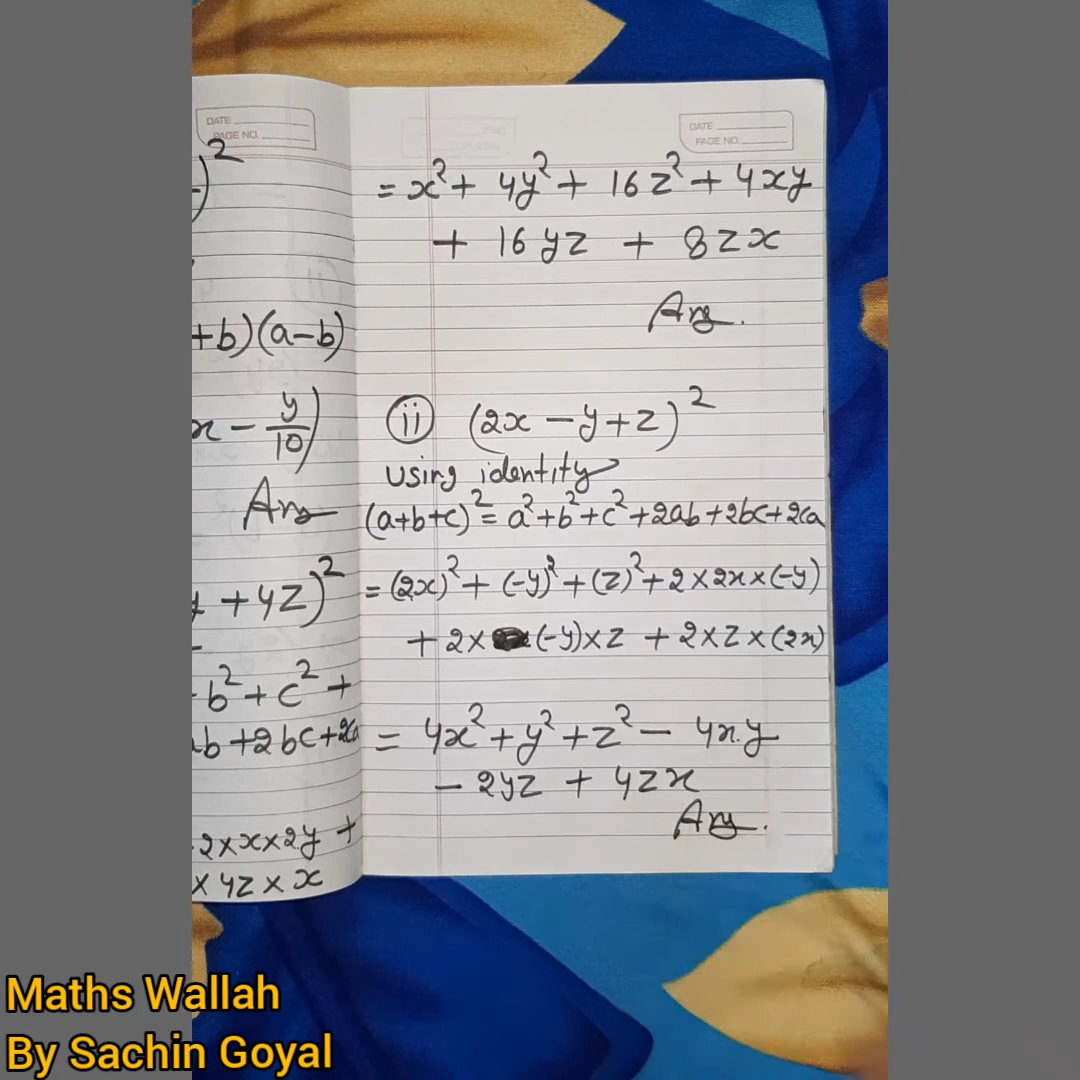 DATE
PAGE NO.
)²
+b)(a-b)
x - y/10)
Ans
+4z)²
b²+c²+
b+2bc+2ca
2×x×2y +
×4z×x
DATE
PAGE NO.
= x²+ 4y²+ 16z²+4xy
+ 16yz + 8zx
Ans.
(ii) (2x-y+z)²
using identity
(a+b+c)²=a²+b²+c²+2ab+2bc+2ca
=(2x)²+(-y)²+(z)²+2×2x×(-y)
+2×(-y)×z +2×z×(2x)
= 4x²+y²+z²- 4x.y
- 2yz + 4zx
Ans.
Maths Wallah
By Sachin Goyal